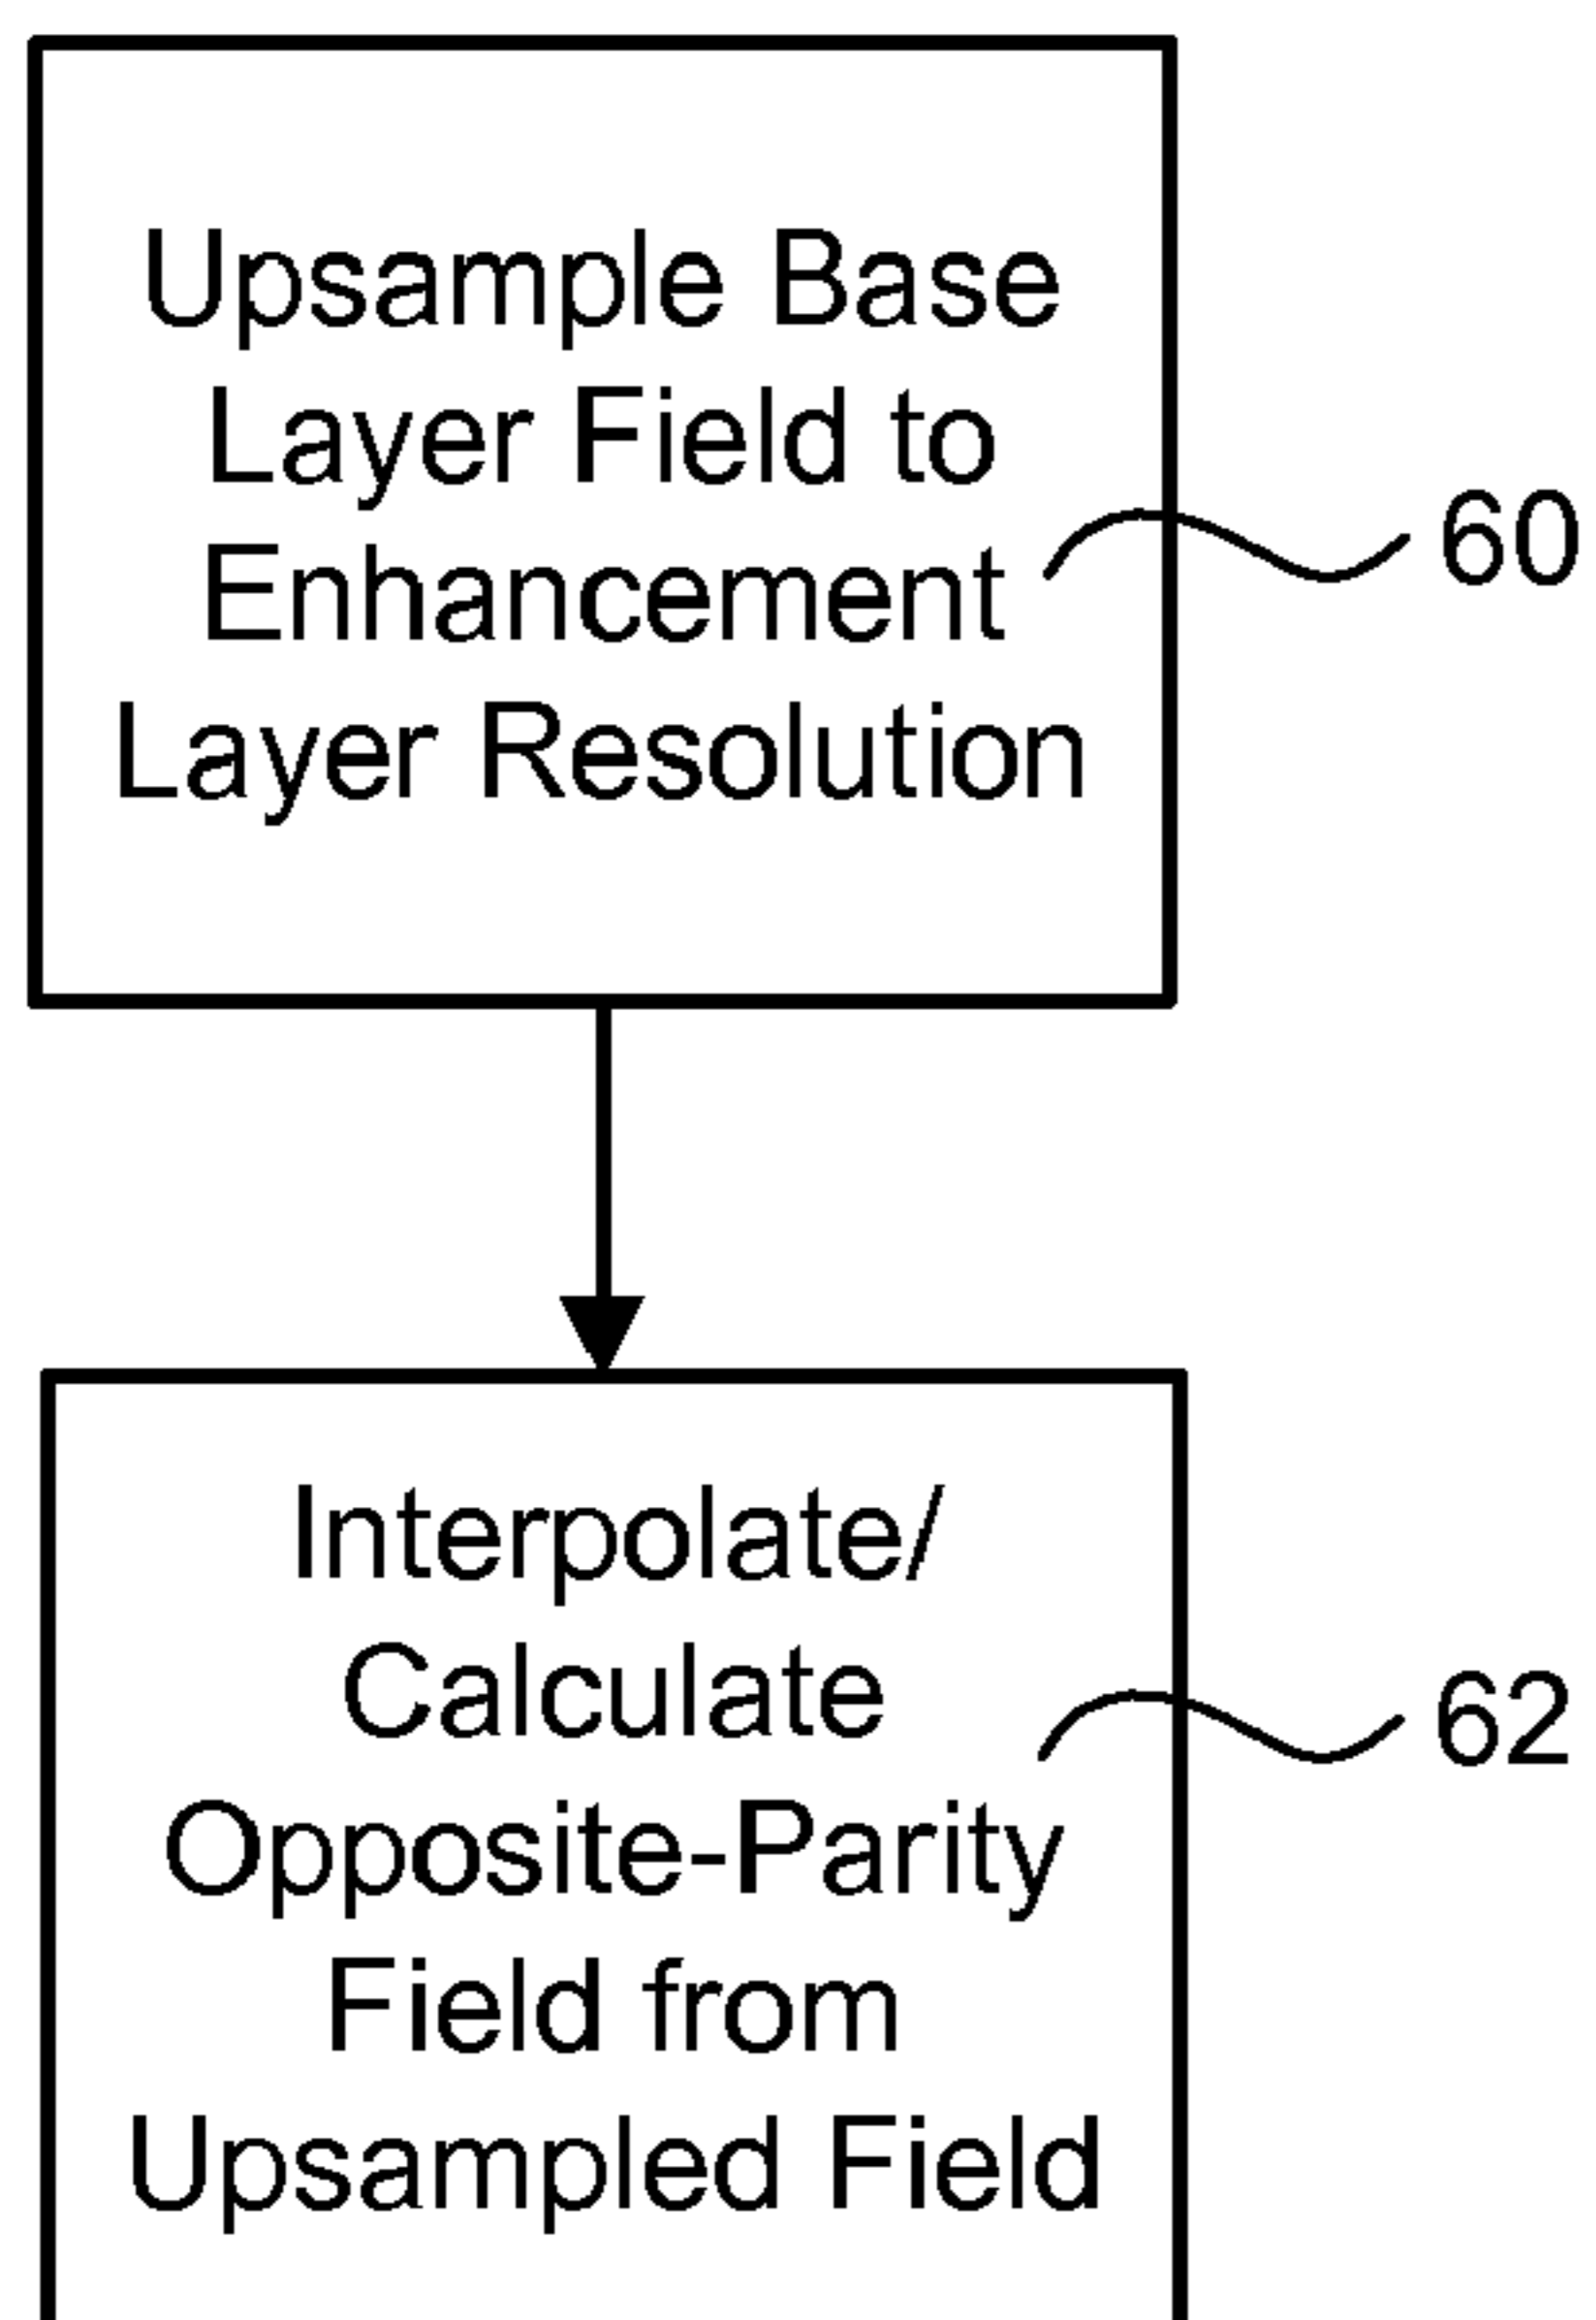 Upsample Base
Layer Field to
Enhancement
Layer Resolution
60
Interpolate/
Calculate
Opposite-Parity
Field from
Upsampled Field
62